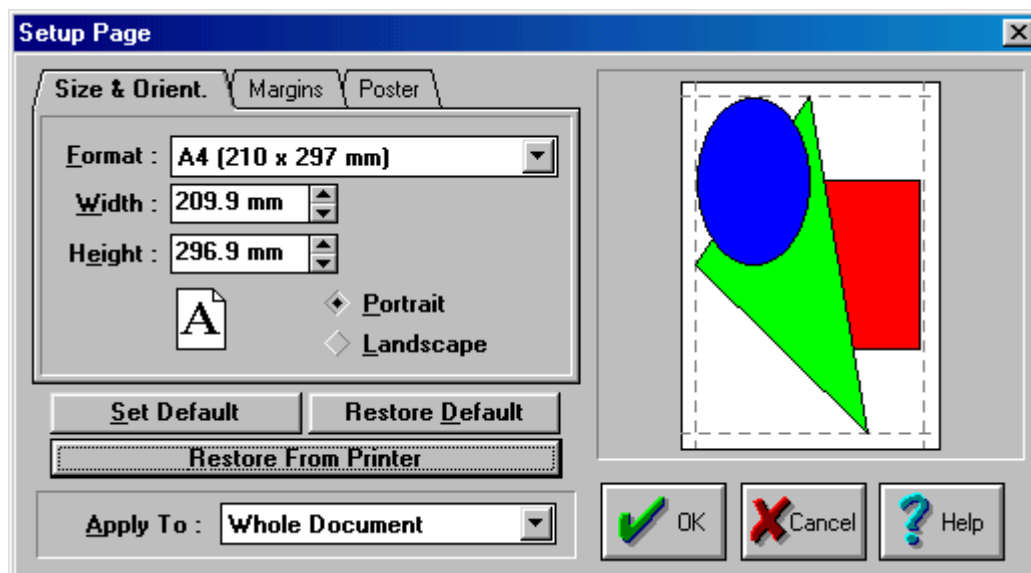 Setup Page
Size & Orient. Margins Poster
Format : A4 (210 x 297 mm)
Width : 209.9 mm
Height : 296.9 mm
A
Portrait
Landscape
Set Default Restore Default
Restore From Printer
Apply To : Whole Document
OK Cancel ? Help